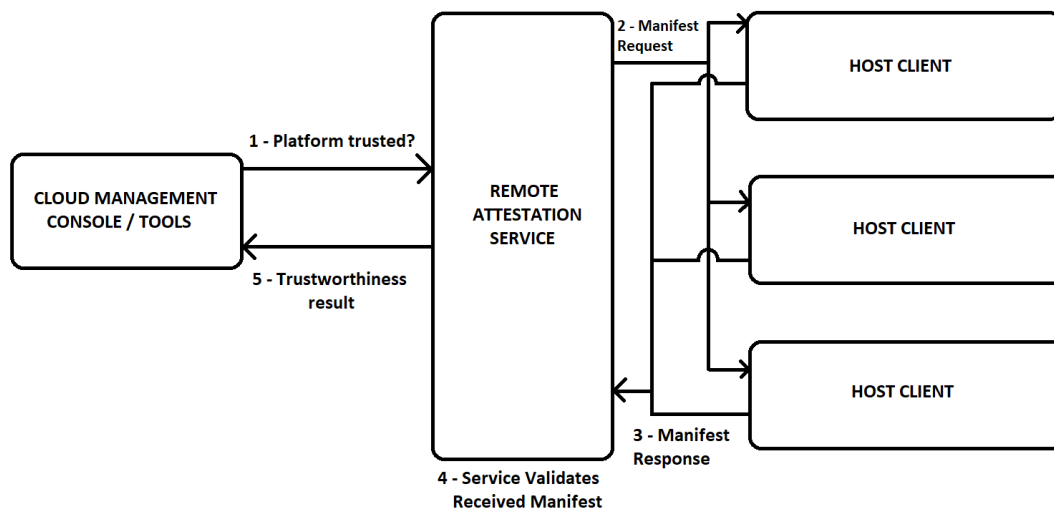 1 - Platform trusted?
CLOUD MANAGEMENT
CONSOLE / TOOLS
5 - Trustworthiness
result
REMOTE
ATTESTATION
SERVICE
4 - Service Validates
Received Manifest
2 - Manifest
Request
3 - Manifest
Response
HOST CLIENT
HOST CLIENT
HOST CLIENT